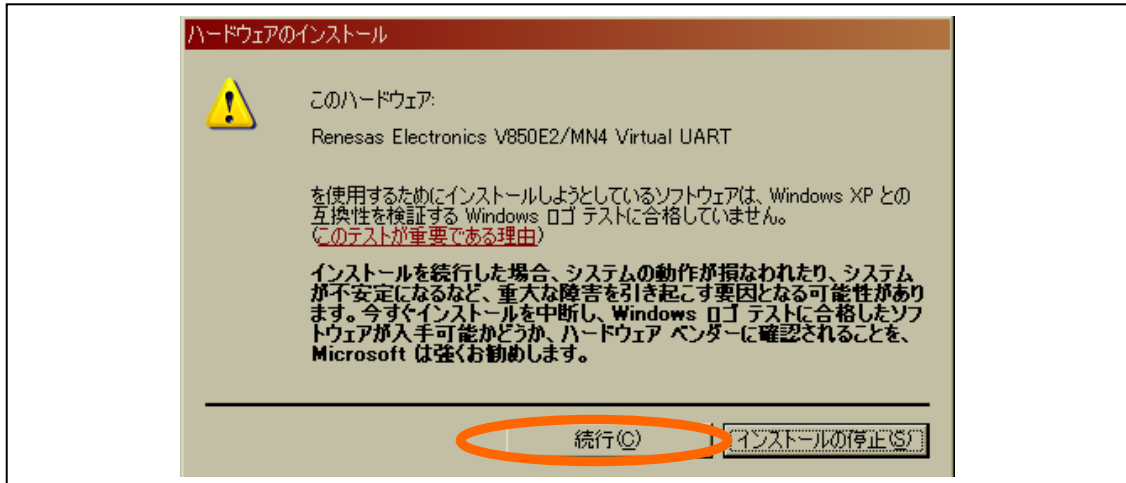 ハードウェアのインストール
このハードウェア:
Renesas Electronics V850E2/MN4 Virtual UART
を使用するためにインストールしようとしているソフトウェアは、Windows XP との
互換性を検証する Windows ロゴ テストに合格していません。
(このテストが重要である理由)
インストールを続行した場合、システムの動作が損なわれたり、システム
が不安定になるなど、重大な障害を引き起こす要因となる可能性があり
ます。今すぐインストールを中断し、Windows ロゴ テストに合格したソフ
トウェアが入手可能かどうか、ハードウェア ベンダーに確認されることを、
Microsoft は強くお勧めします。
続行(C) インストールの停止(S)